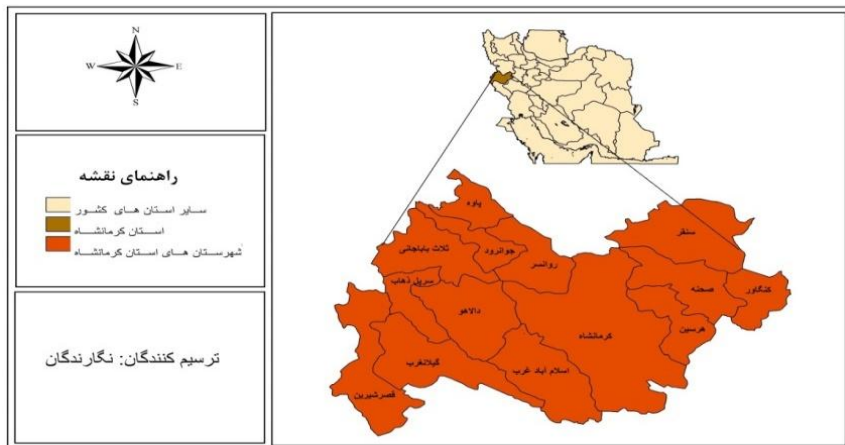 N
W E
S
راهنمای نقشه
سایر استان های کشور
استان کرمانشاه
شهرستان های استان کرمانشاه
ترسیم کنندگان: نگارندگان
پاوه
سنقر
ثلاث باباجانی
جوانرود
روانسر
سرپل ذهاب
صحنه
کنگاور
دالاهو
کرمانشاه
هرسین
گیلانغرب
اسلام آباد غرب
قصرشیرین